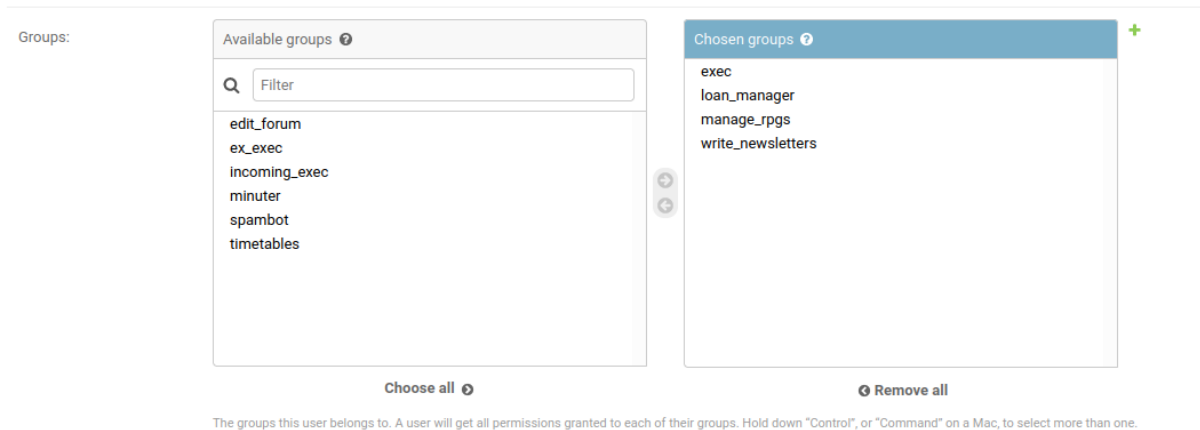 Groups:
Available groups
Filter
edit_forum
ex_exec
incoming_exec
minuter
spambot
timetables
Choose all
Chosen groups
exec
loan_manager
manage_rpgs
write_newsletters
Remove all
The groups this user belongs to. A user will get all permissions granted to each of their groups. Hold down “Control”, or “Command” on a Mac, to select more than one.